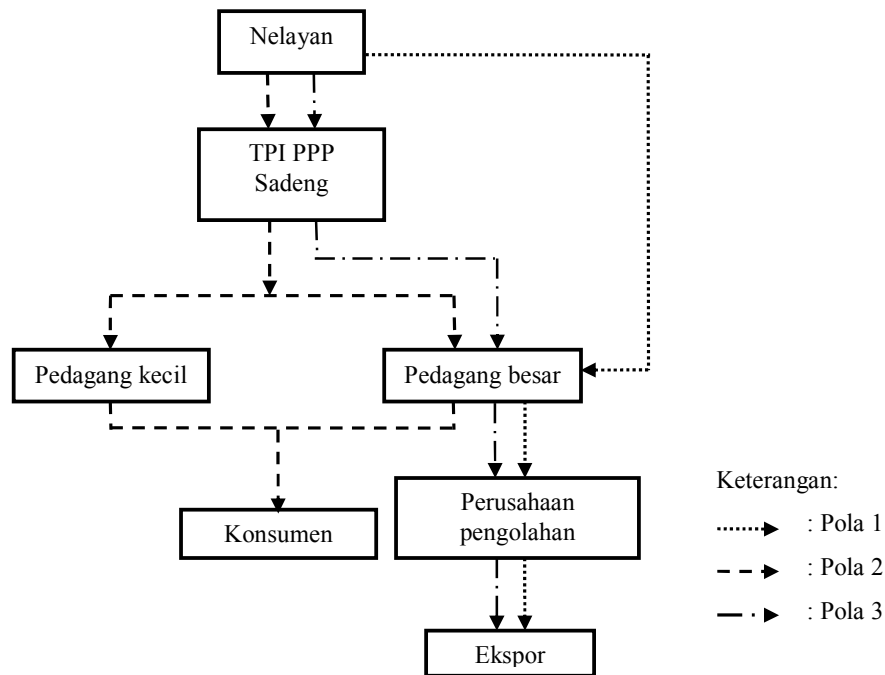 Nelayan
TPI PPP
Sadeng
Pedagang kecil
Pedagang besar
Perusahaan
pengolahan
Konsumen
Ekspor
Keterangan:
: Pola 1
: Pola 2
: Pola 3